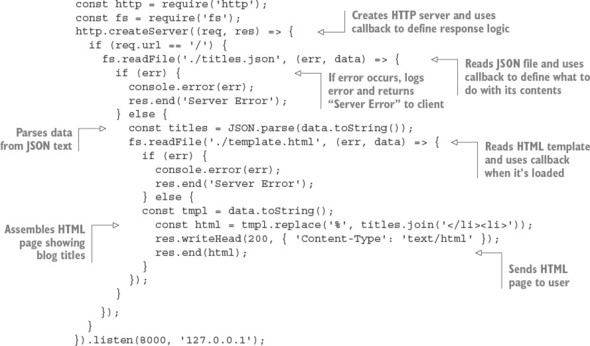 const http = require('http');
const fs = require('fs');
http.createServer((req, res) => {
Creates HTTP server and uses
callback to define response logic
if (req.url == '/') {
fs.readFile('./titles.json', (err, data) => {
Reads JSON file and uses
callback to define what to
do with its contents
if (err) {
console.error(err);
res.end('Server Error');
If error occurs, logs
error and returns
“Server Error” to client
} else {
const titles = JSON.parse(data.toString());
Parses data
from JSON text
fs.readFile('./template.html', (err, data) => {
Reads HTML template
and uses callback
when it’s loaded
if (err) {
console.error(err);
res.end('Server Error');
} else {
const tmpl = data.toString();
const html = tmpl.replace('%', titles.join('</li><li>'));
Assembles HTML
page showing
blog titles
res.writeHead(200, { 'Content-Type': 'text/html' });
res.end(html);
Sends HTML
page to user
}
});
}
});
}
}).listen(8000, '127.0.0.1');